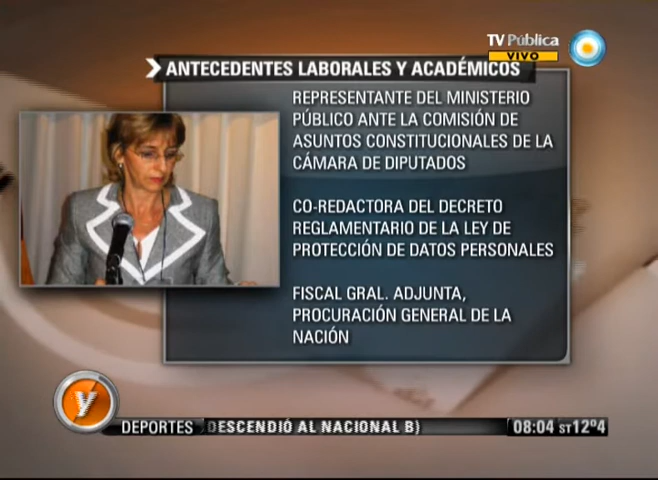 TV Pública
VIVO
ANTECEDENTES LABORALES Y ACADÉMICOS
REPRESENTANTE DEL MINISTERIO
PÚBLICO ANTE LA COMISIÓN DE
ASUNTOS CONSTITUCIONALES DE LA
CÁMARA DE DIPUTADOS
CO-REDACTORA DEL DECRETO
REGLAMENTARIO DE LA LEY DE
PROTECCIÓN DE DATOS PERSONALES
FISCAL GRAL. ADJUNTA,
PROCURACIÓN GENERAL DE LA
NACIÓN
y
DEPORTES DESCENDIÓ AL NACIONAL B) 08:04 ST 12º4